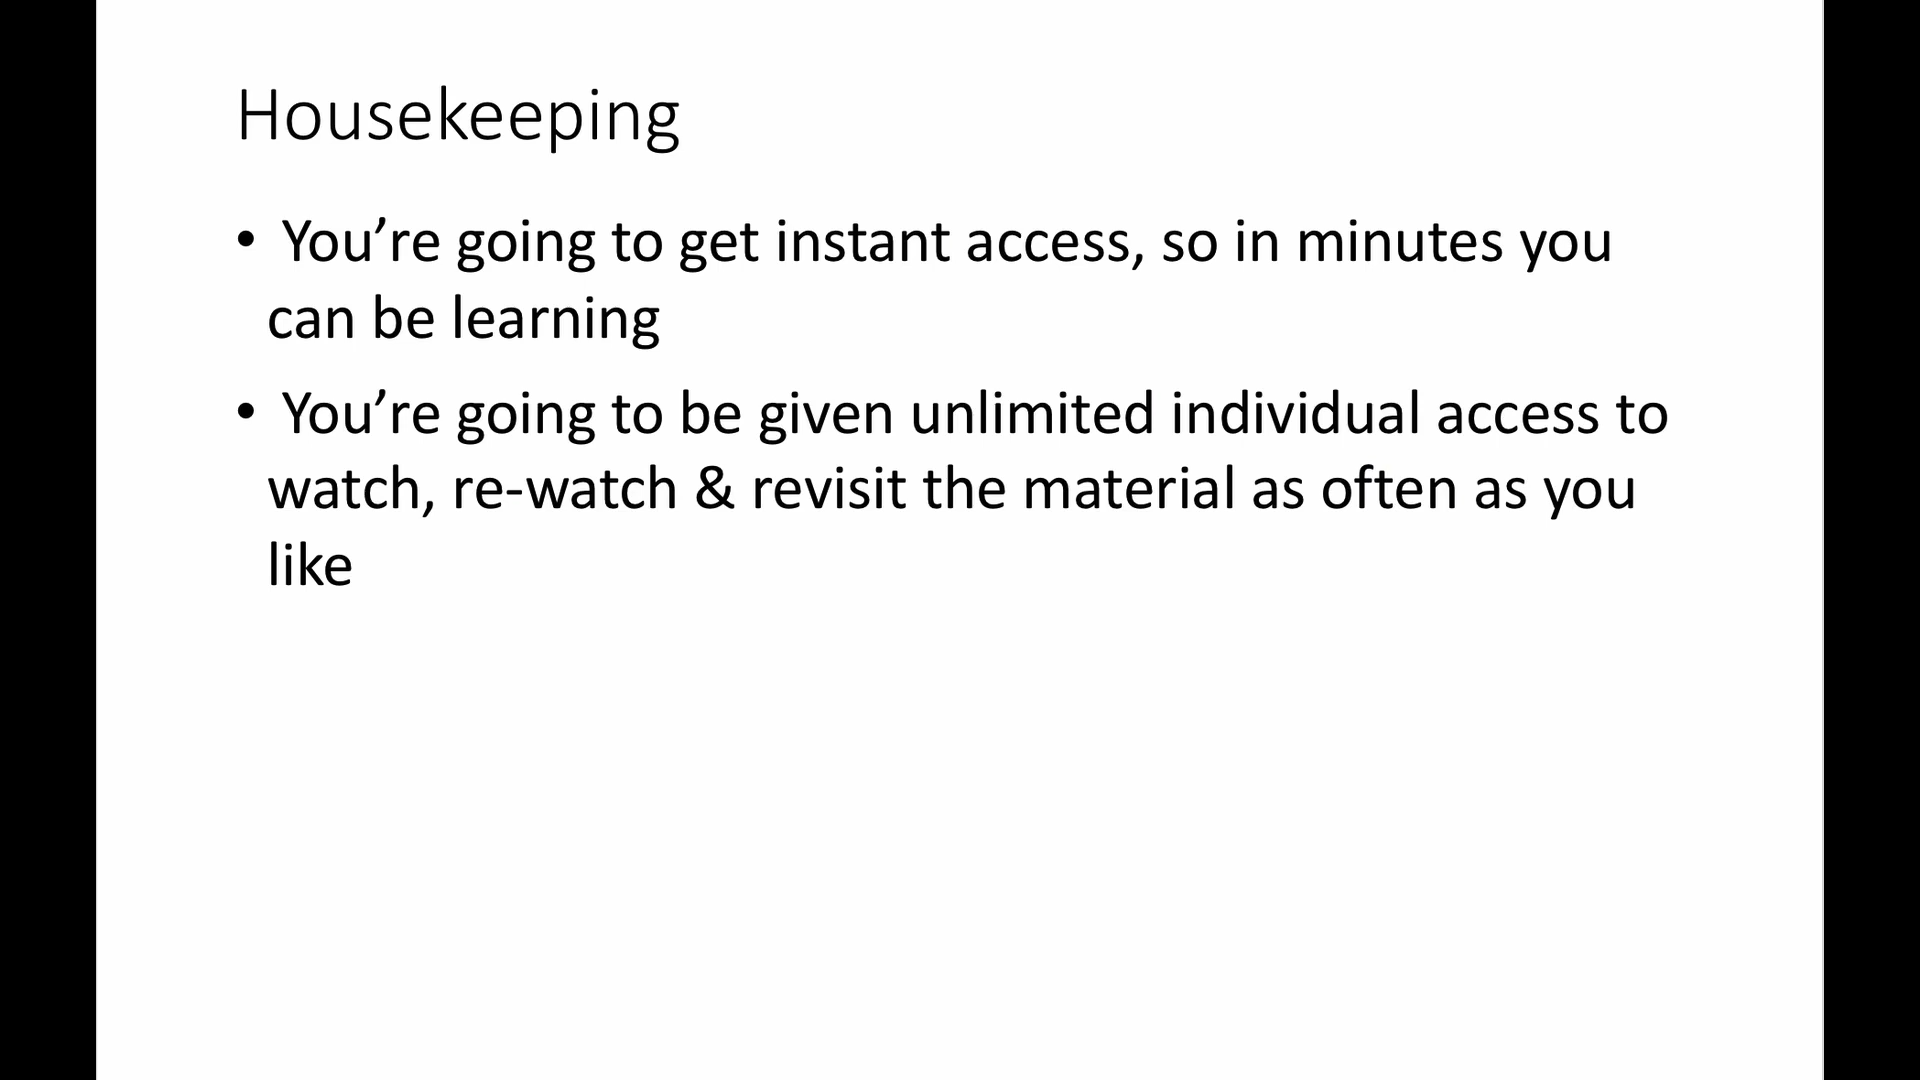 Housekeeping
• You’re going to get instant access, so in minutes you
can be learning
• You’re going to be given unlimited individual access to
watch, re-watch & revisit the material as often as you
like